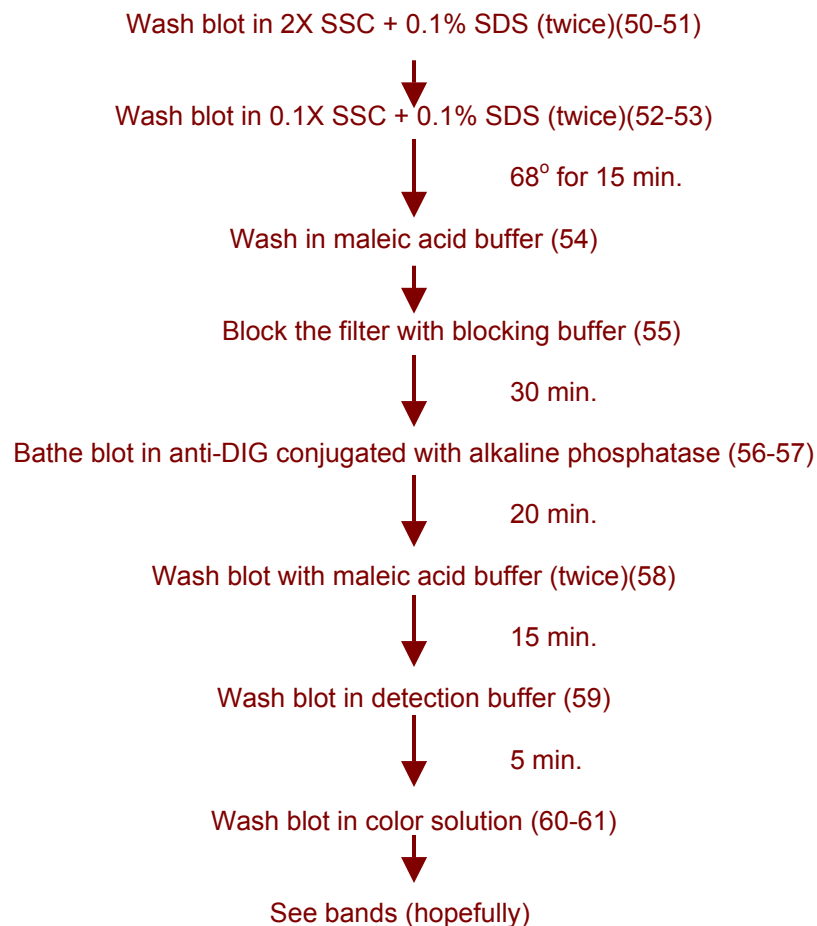 Wash blot in 2X SSC + 0.1% SDS (twice)(50-51)
Wash blot in 0.1X SSC + 0.1% SDS (twice)(52-53)
68° for 15 min.
Wash in maleic acid buffer (54)
Block the filter with blocking buffer (55)
30 min.
Bathe blot in anti-DIG conjugated with alkaline phosphatase (56-57)
20 min.
Wash blot with maleic acid buffer (twice)(58)
15 min.
Wash blot in detection buffer (59)
5 min.
Wash blot in color solution (60-61)
See bands (hopefully)